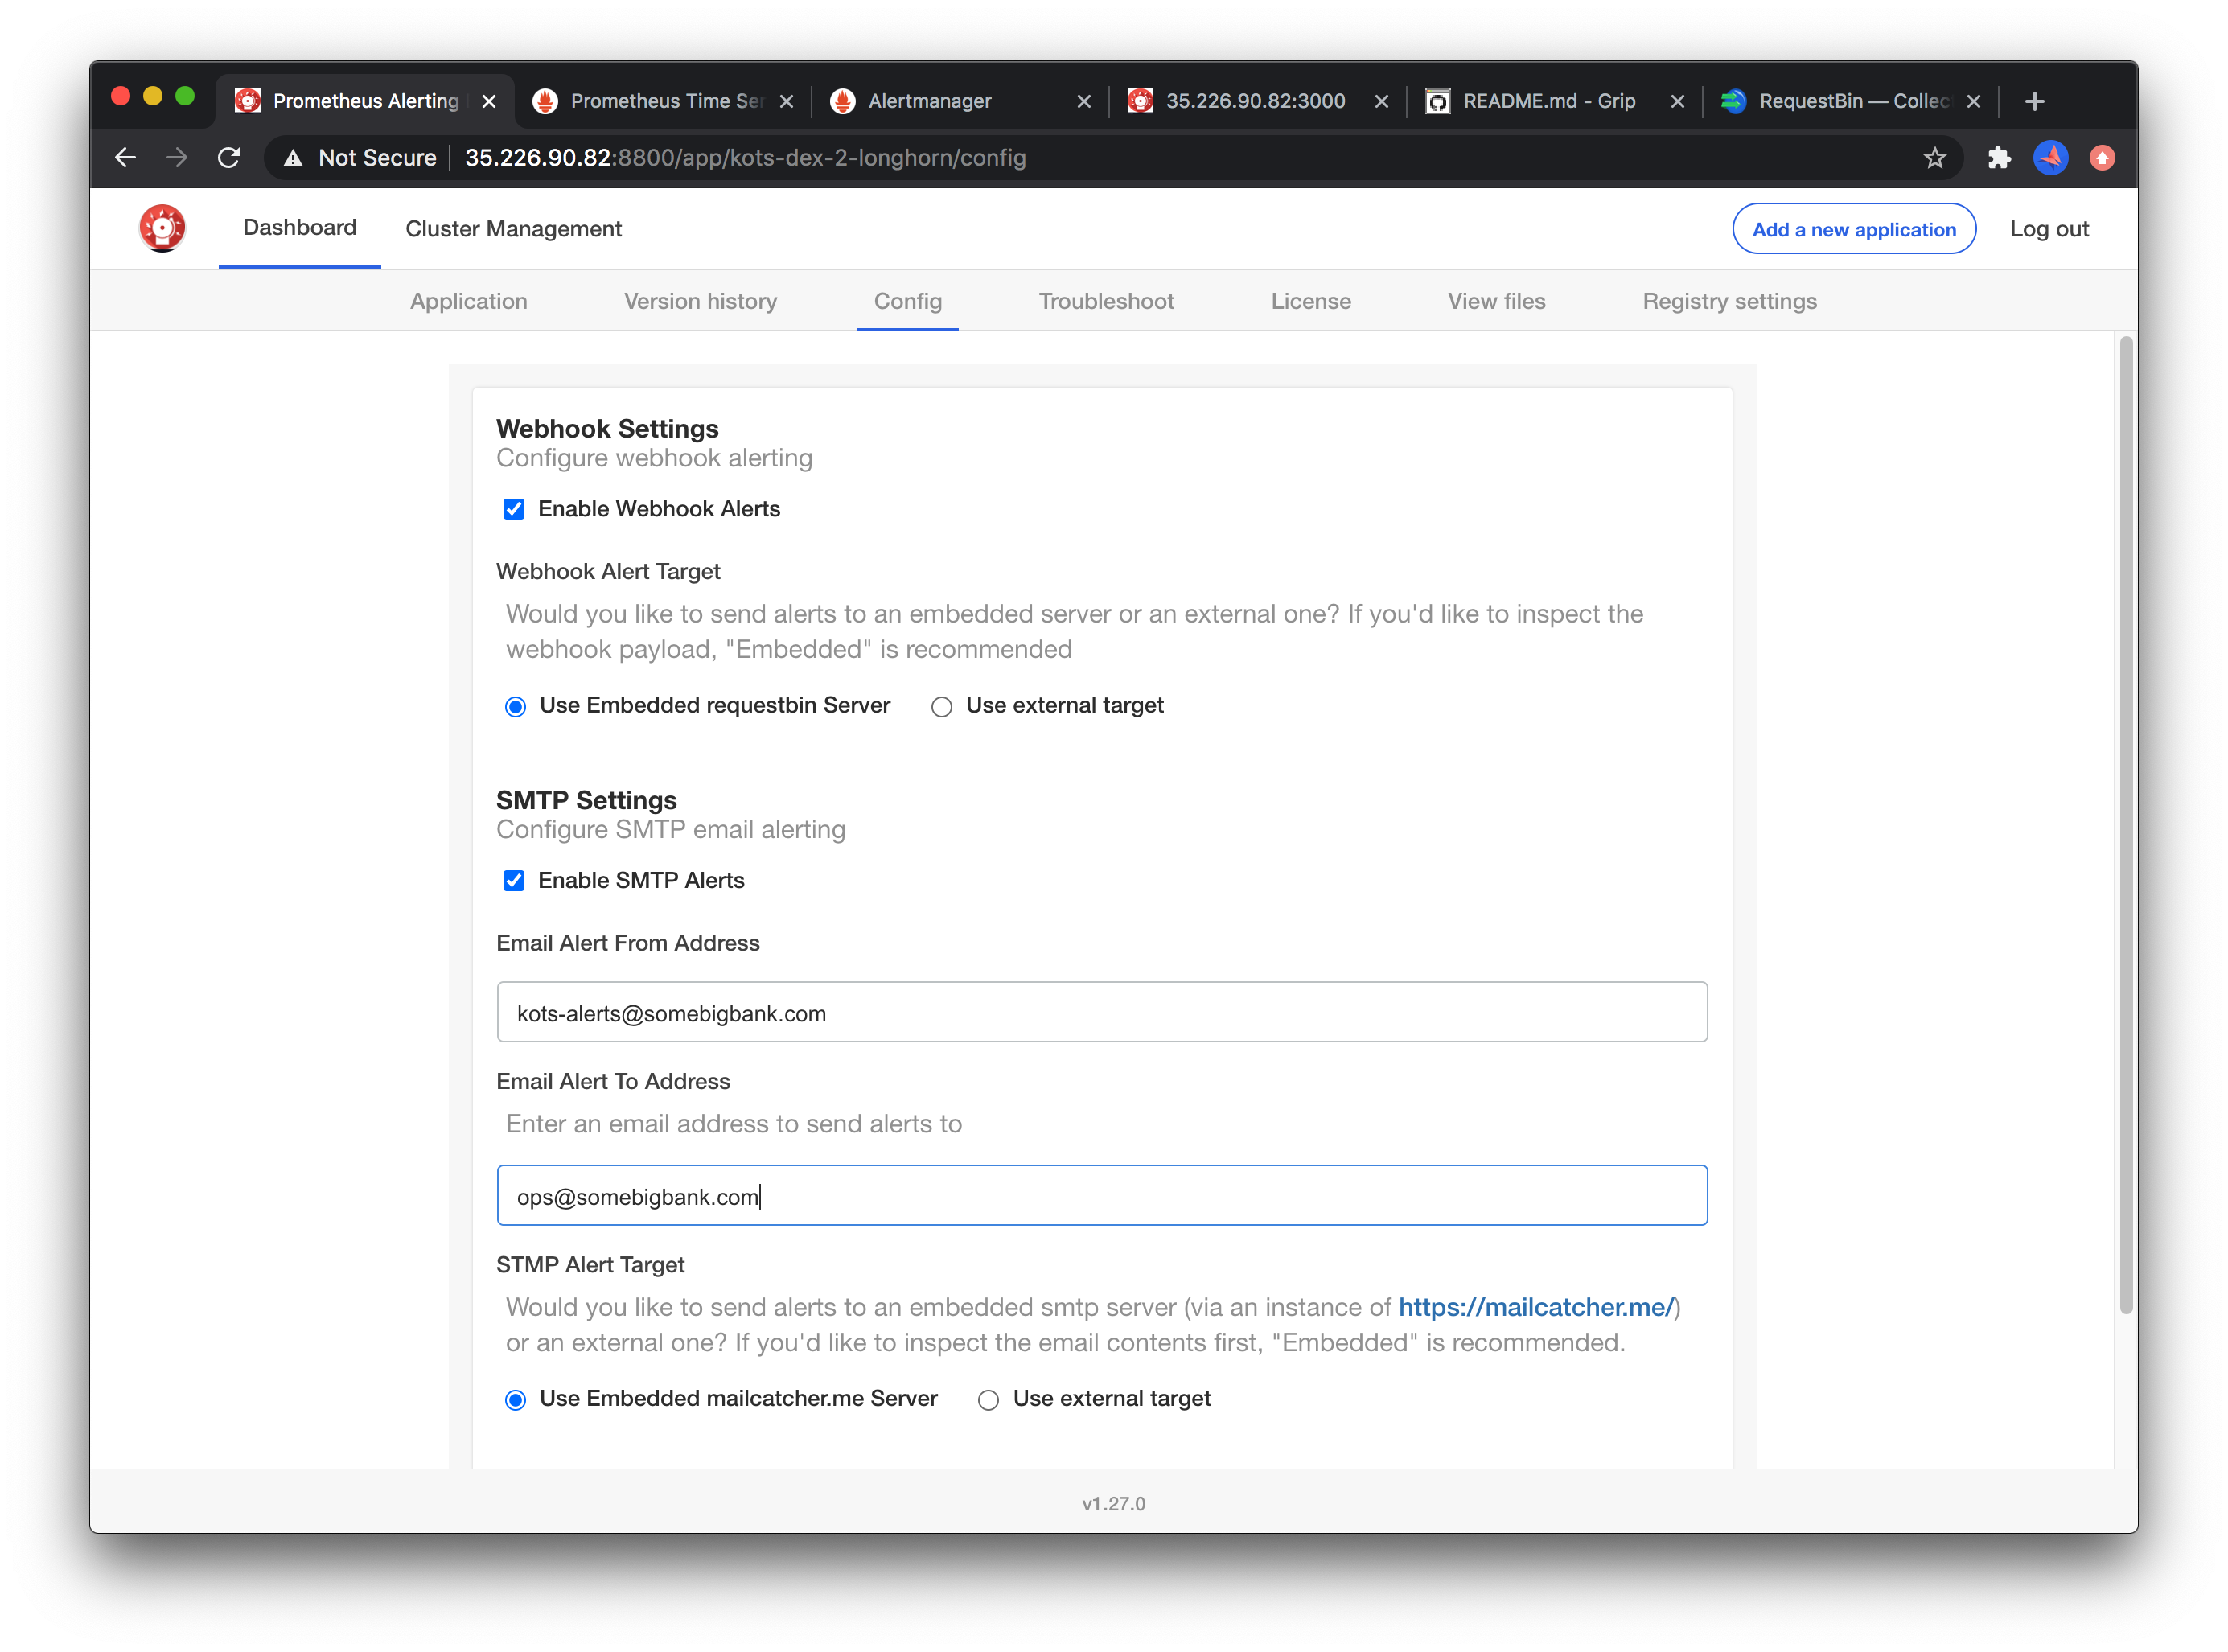 Prometheus Alerting
Prometheus Time Ser
Alertmanager
35.226.90.82:3000
README.md - Grip
RequestBin — Collec
Not Secure 35.226.90.82:8800/app/kots-dex-2-longhorn/config
Dashboard
Cluster Management
Add a new application
Log out
Application
Version history
Config
Troubleshoot
License
View files
Registry settings
Webhook Settings
Configure webhook alerting
Enable Webhook Alerts
Webhook Alert Target
Would you like to send alerts to an embedded server or an external one? If you'd like to inspect the
webhook payload, "Embedded" is recommended
Use Embedded requestbin Server
Use external target
SMTP Settings
Configure SMTP email alerting
Enable SMTP Alerts
Email Alert From Address
kots-alerts@somebigbank.com
Email Alert To Address
Enter an email address to send alerts to
ops@somebigbank.com
STMP Alert Target
Would you like to send alerts to an embedded smtp server (via an instance of https://mailcatcher.me/)
or an external one? If you'd like to inspect the email contents first, "Embedded" is recommended.
Use Embedded mailcatcher.me Server
Use external target
v1.27.0